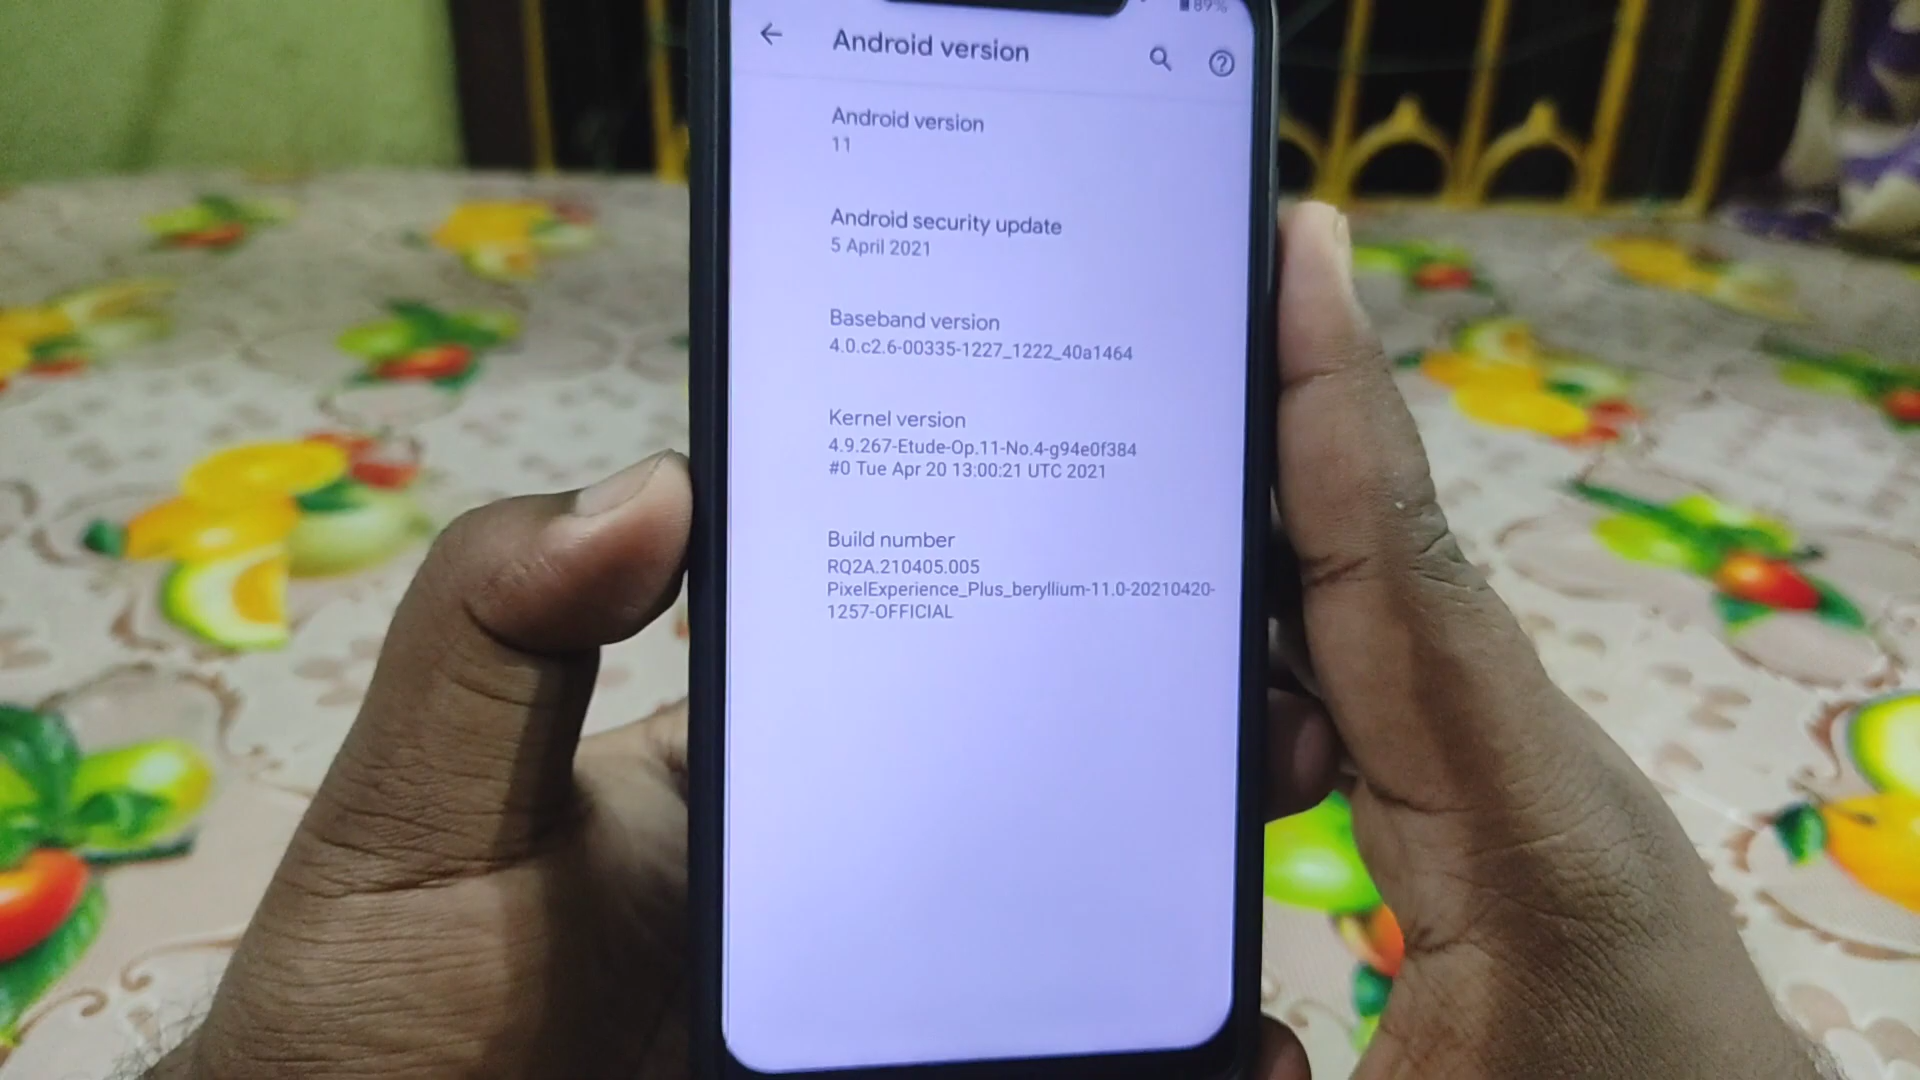 89%
Android version
Android version
11
Android security update
5 April 2021
Baseband version
4.0.c2.6-00335-1227_1222_40a1464
Kernel version
4.9.267-Etude-Op.11-No.4-g94e0f384
#0 Tue Apr 20 13:00:21 UTC 2021
Build number
RQ2A.210405.005
PixelExperience_Plus_beryllium-11.0-20210420-
1257-OFFICIAL